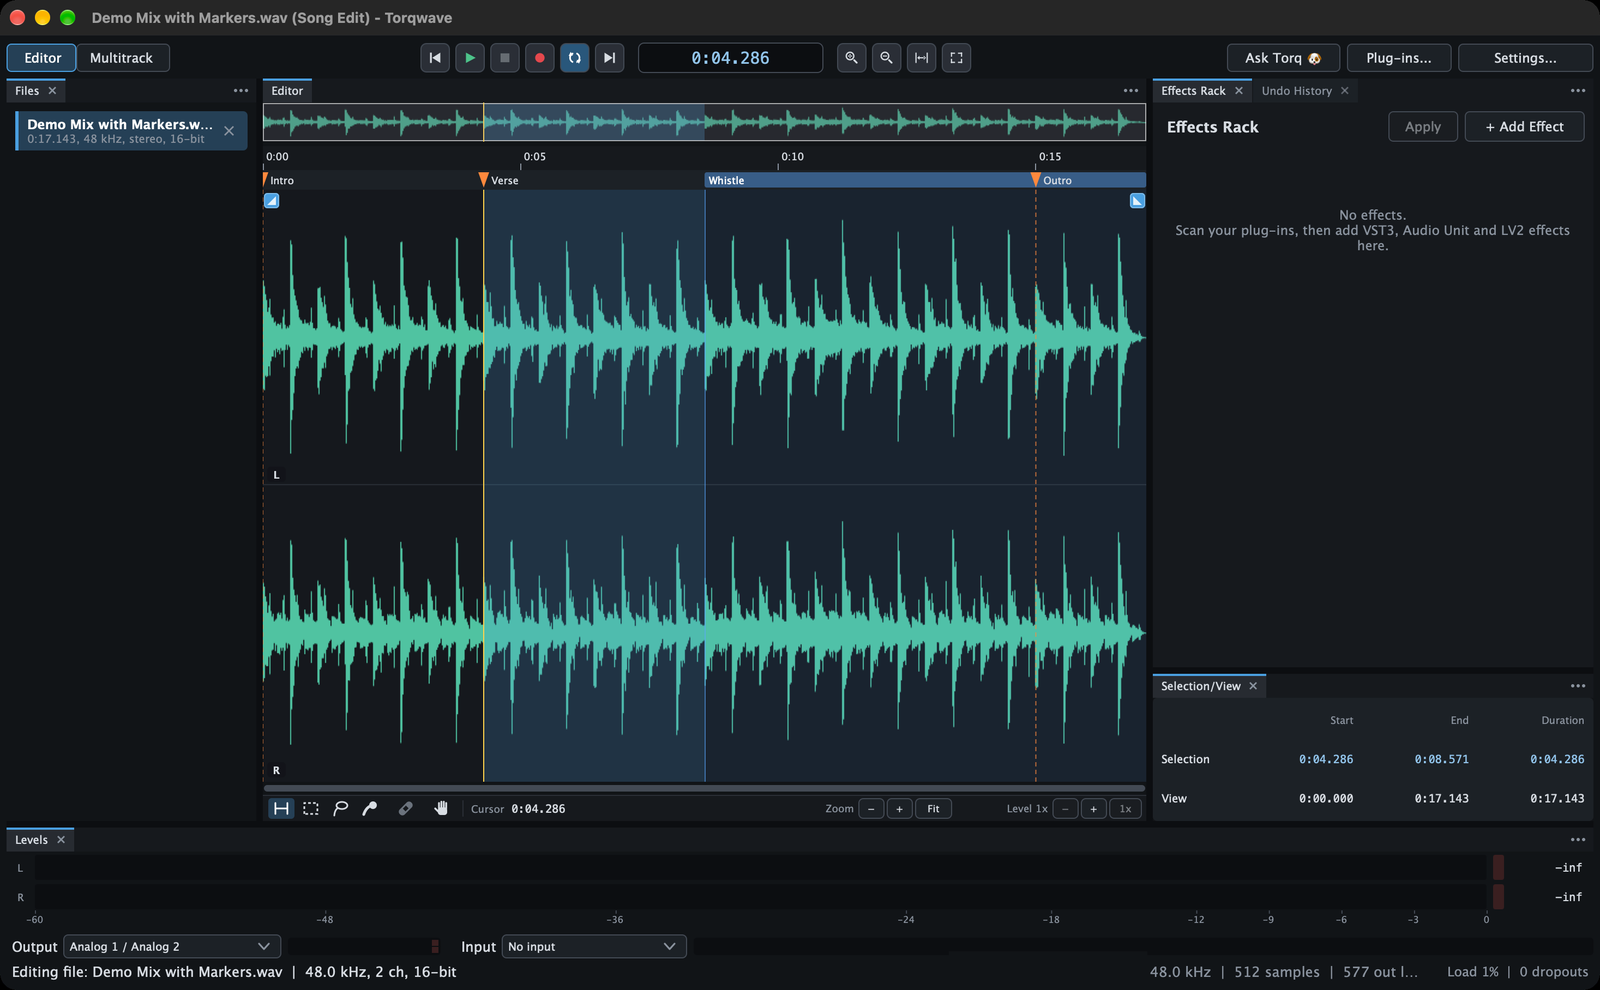 Demo Mix with Markers.wav (Song Edit) - Torqwave
Editor
Multitrack
0:04.286
Ask Torq
Plug-ins...
Settings...
Files
Demo Mix with Markers.w...
0:17.143, 48 kHz, stereo, 16-bit
Editor
0:00
0:05
0:10
0:15
Intro
Verse
Whistle
Outro
L
R
Cursor 0:04.286
Zoom
-
+
Fit
Level 1x
-
+
1x
Effects Rack
Undo History
Effects Rack
Apply
+ Add Effect
No effects.
Scan your plug-ins, then add VST3, Audio Unit and LV2 effects
here.
Selection/View
Start End Duration
Selection 0:04.286 0:08.571 0:04.286
View 0:00.000 0:17.143 0:17.143
Levels
L -inf
R -inf
-60 -48 -36 -24 -18 -12 -9 -6 -3 0
Output Analog 1 / Analog 2
Input No input
Editing file: Demo Mix with Markers.wav | 48.0 kHz, 2 ch, 16-bit
48.0 kHz | 512 samples | 577 out l... Load 1% | 0 dropouts